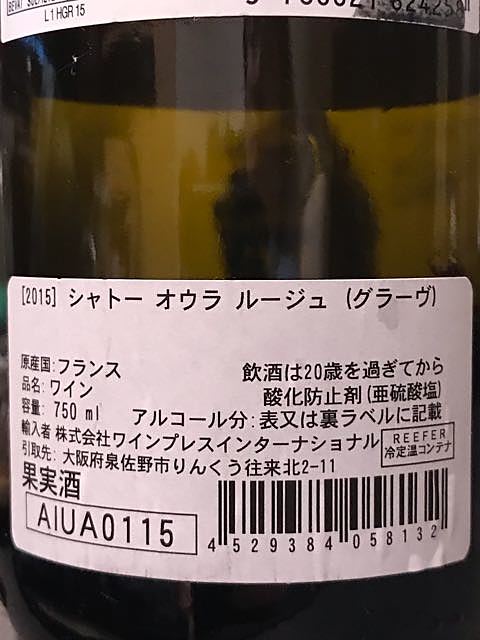 L1HGR15
[2015] シャトー オウラ ルージュ (グラーヴ)
原産国:フランス
飲酒は20歳を過ぎてから
品名: ワイン
酸化防止剤(亜硫酸塩)
容量: 750 ml
アルコール分:表又は裏ラベルに記載
輸入者 株式会社ワインプレスインターナショナル
REEFER
冷定温コンテナ
引取先: 大阪府泉佐野市りんくう往来北2-11
果実酒
AIUA0115
4 529384 058132